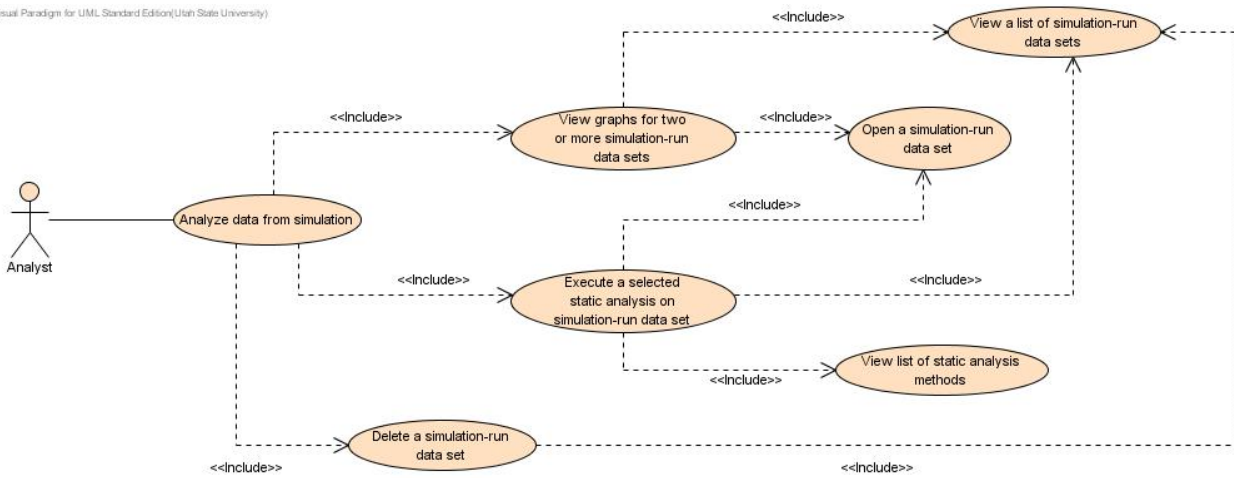 esual Paradigm for UML Standard Edition(Utah State University)
<<Include>>
View a list of simulation-run
data sets
<<Include>>
View graphs for two
or more simulation-run
data sets
<<Include>>
Open a simulation-run
data set
Analyze data from simulation
<<Include>>
Analyst
<<Include>>
Execute a selected
static analysis on
simulation-run data set
<<Include>>
View list of static analysis
methods
<<Include>>
Delete a simulation-run
data set
<<Include>>
<<Include>>